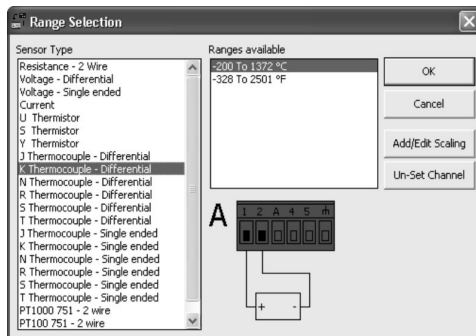 Range Selection
Sensor Type
Resistance - 2 Wire
Voltage - Differential
Voltage - Single ended
Current
U Thermistor
S Thermistor
Y Thermistor
J Thermocouple - Differential
K Thermocouple - Differential
N Thermocouple - Differential
R Thermocouple - Differential
S Thermocouple - Differential
T Thermocouple - Differential
J Thermocouple - Single ended
K Thermocouple - Single ended
N Thermocouple - Single ended
R Thermocouple - Single ended
S Thermocouple - Single ended
T Thermocouple - Single ended
PT1000 751 - 2 wire
PT100 751 - 2 wire
Ranges available
-200 To 1372 °C
-328 To 2501 °F
OK
Cancel
Add/Edit Scaling
Un-Set Channel
A
1 2 A 4 5
+ -